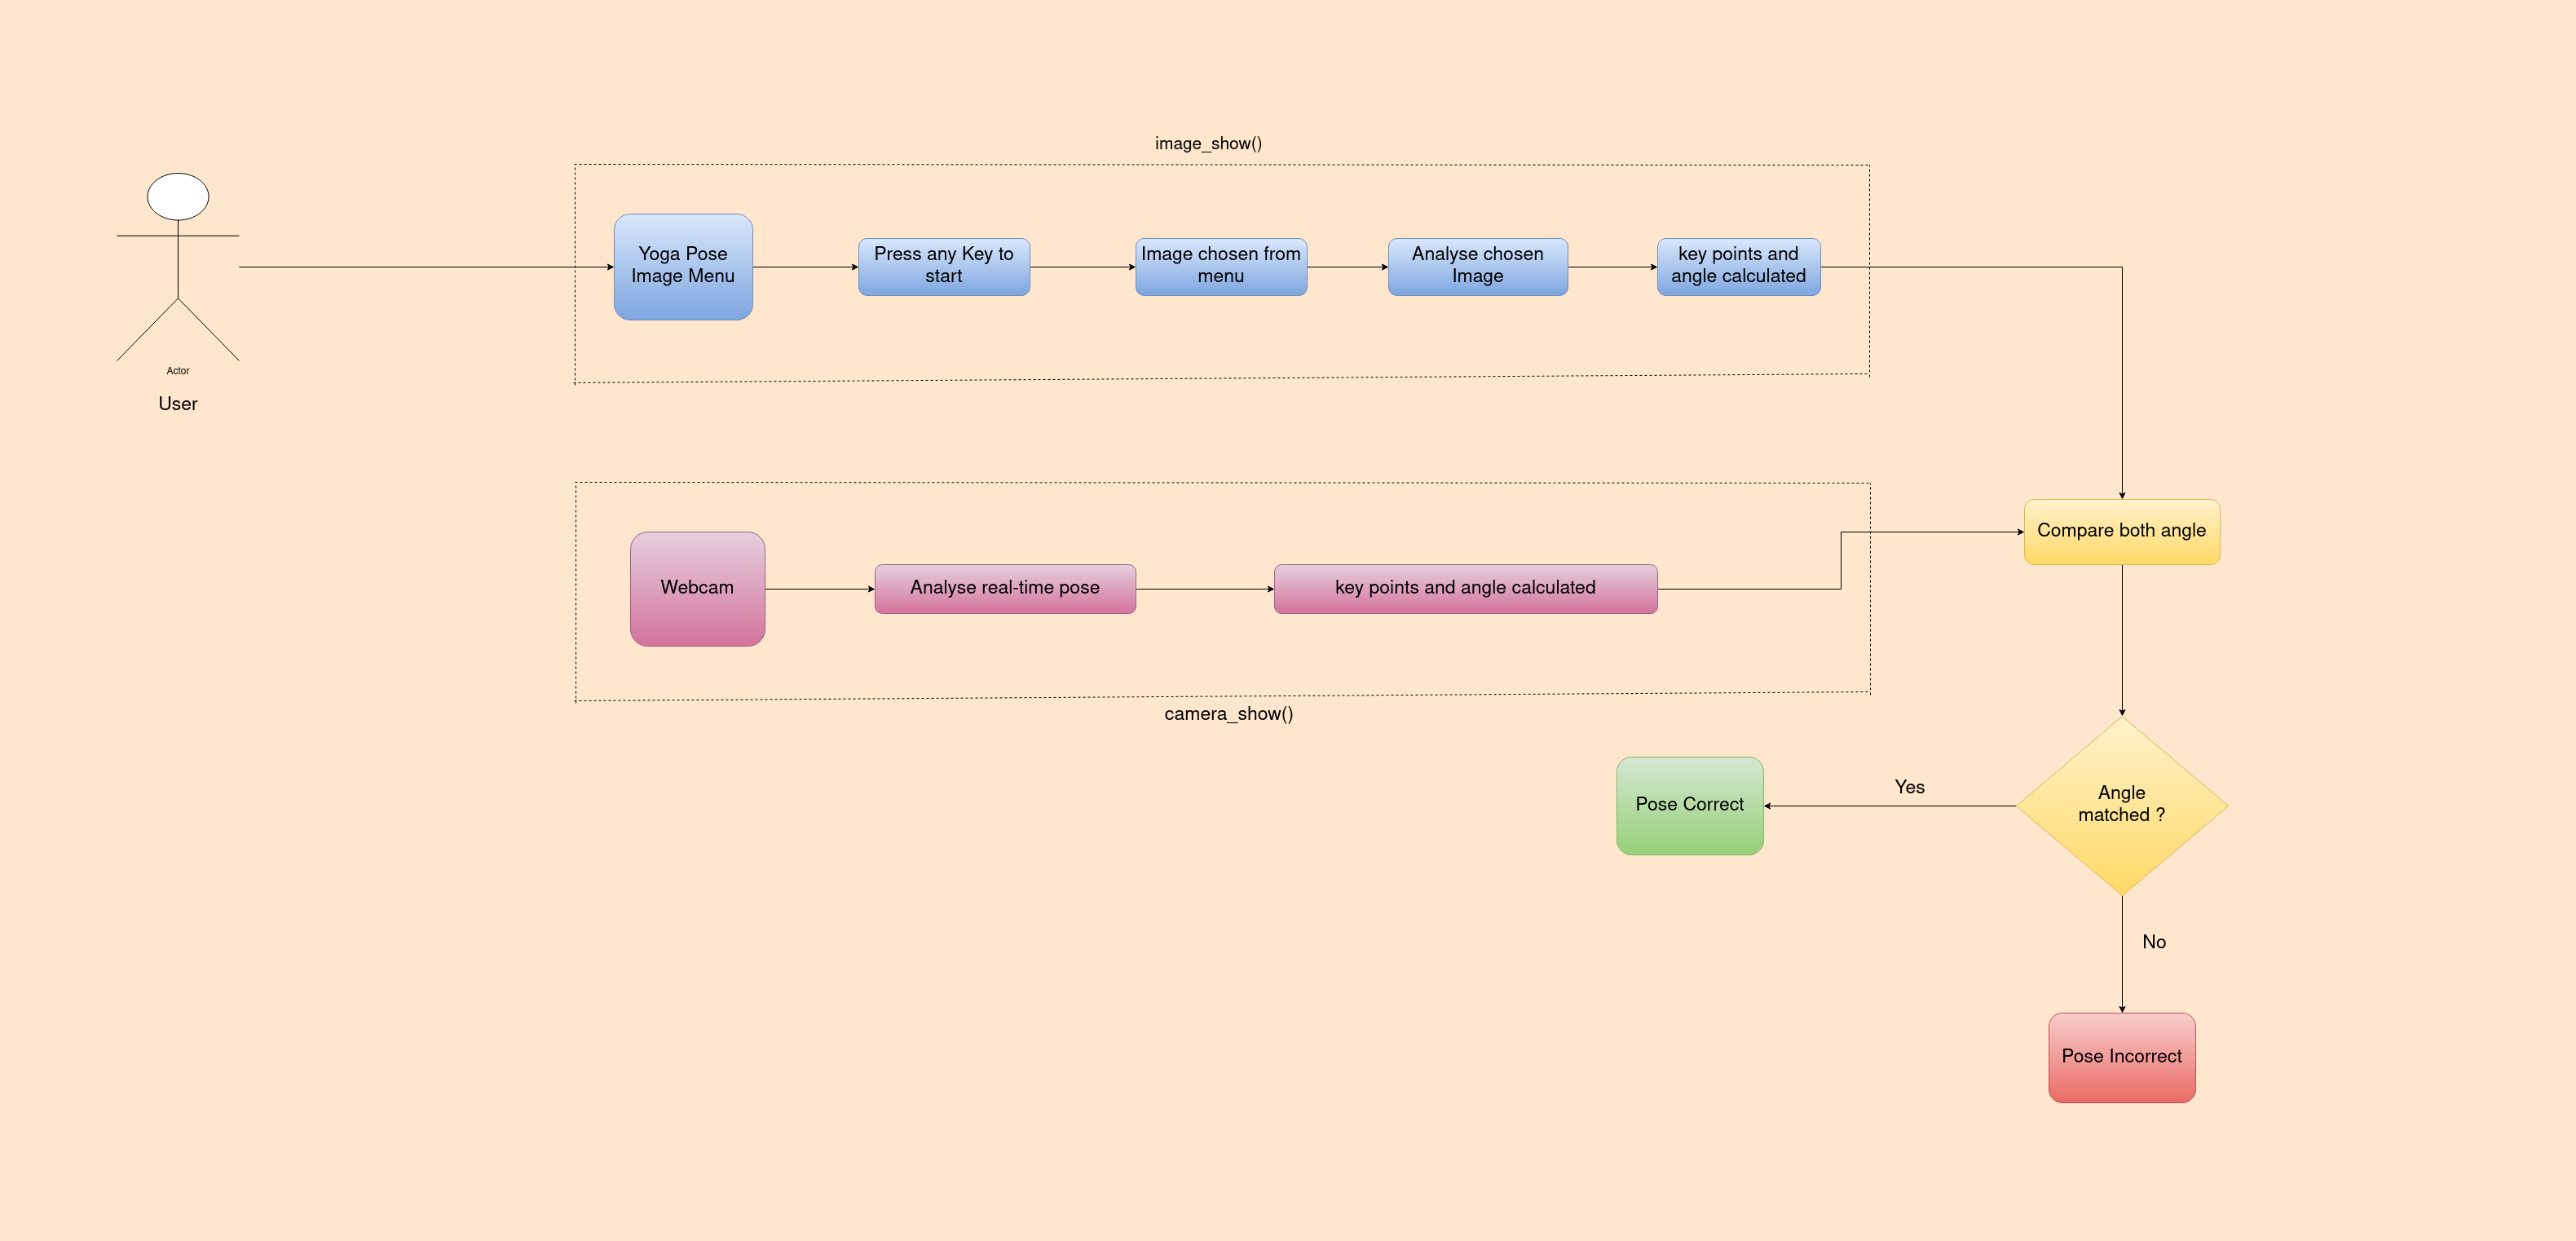 image_show()
Yoga Pose
Image Menu
Press any Key to
start
Image chosen from
menu
Analyse chosen
Image
key points and
angle calculated
Actor
User
Compare both angle
Webcam
Analyse real-time pose
key points and angle calculated
camera_show()
Angle
matched ?
Yes
Pose Correct
No
Pose Incorrect